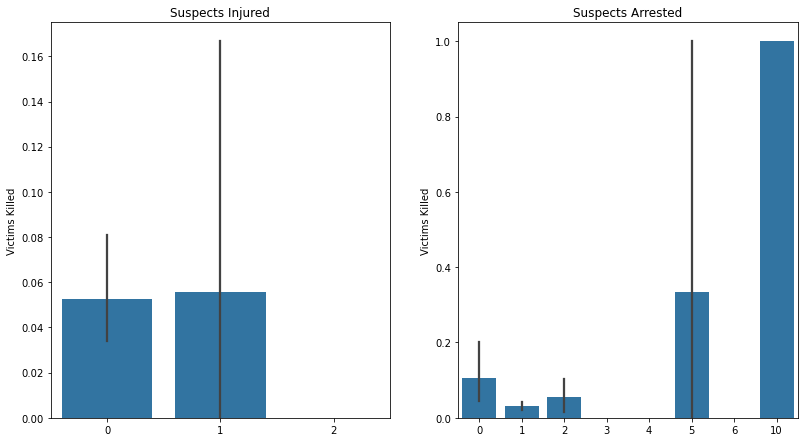 Suspects Injured
Victims Killed
0.16
0.14
0.12
0.10
0.08
0.06
0.04
0.02
0.00
0 1 2
Suspects Arrested
Victims Killed
1.0
0.8
0.6
0.4
0.2
0.0
0 1 2 3 4 5 6 10